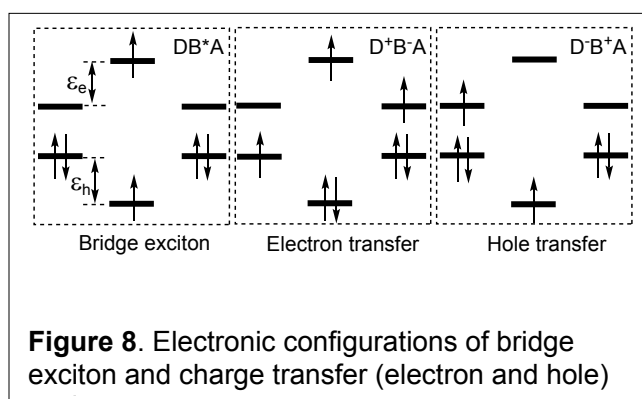 DB*A
D⁺B⁻A
D⁻B⁺A
εe
εh
Bridge exciton
Electron transfer
Hole transfer
Figure 8. Electronic configurations of bridge
exciton and charge transfer (electron and hole)